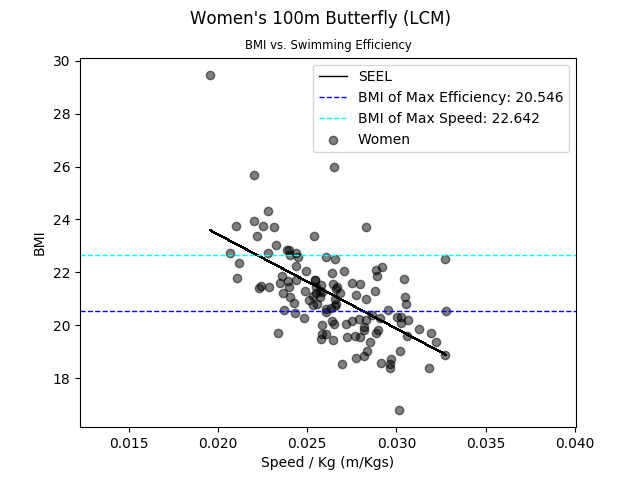 Women's 100m Butterfly (LCM)
BMI vs. Swimming Efficiency
30
28
26
24
22
20
18
BMI
SEEL
BMI of Max Efficiency: 20.546
BMI of Max Speed: 22.642
Women
0.015 0.020 0.025 0.030 0.035 0.040
Speed / Kg (m/Kgs)